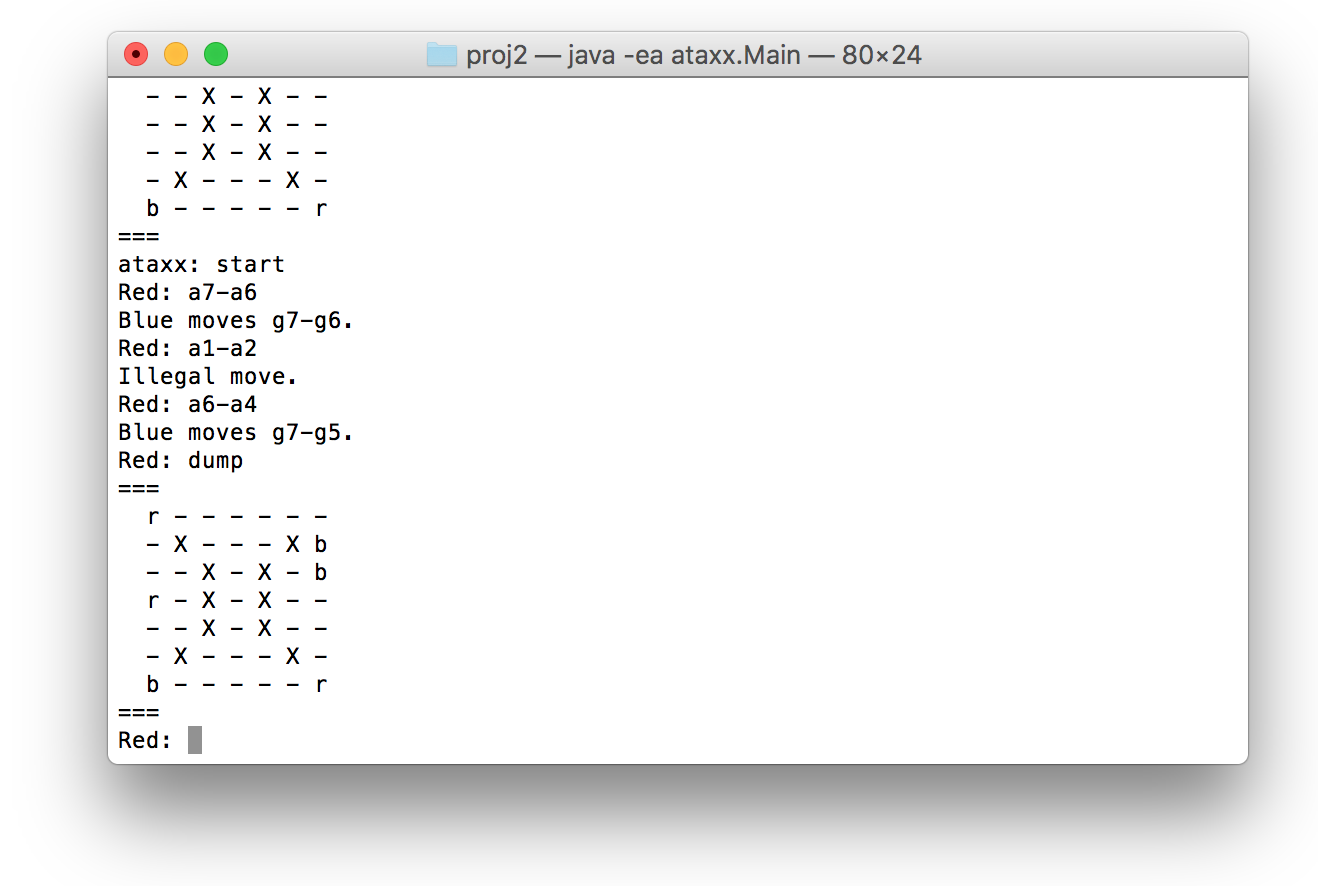 proj2 — java -ea ataxx.Main — 80×24
- - X - X - -
- - X - X - -
- - X - X - -
- X - - - X -
b - - - - - r
===
ataxx: start
Red: a7-a6
Blue moves g7-g6.
Red: a1-a2
Illegal move.
Red: a6-a4
Blue moves g7-g5.
Red: dump
===
r - - - - - -
- X - - - X b
- - X - X - b
r - X - X - -
- - X - X - -
- X - - - X -
b - - - - - r
===
Red: